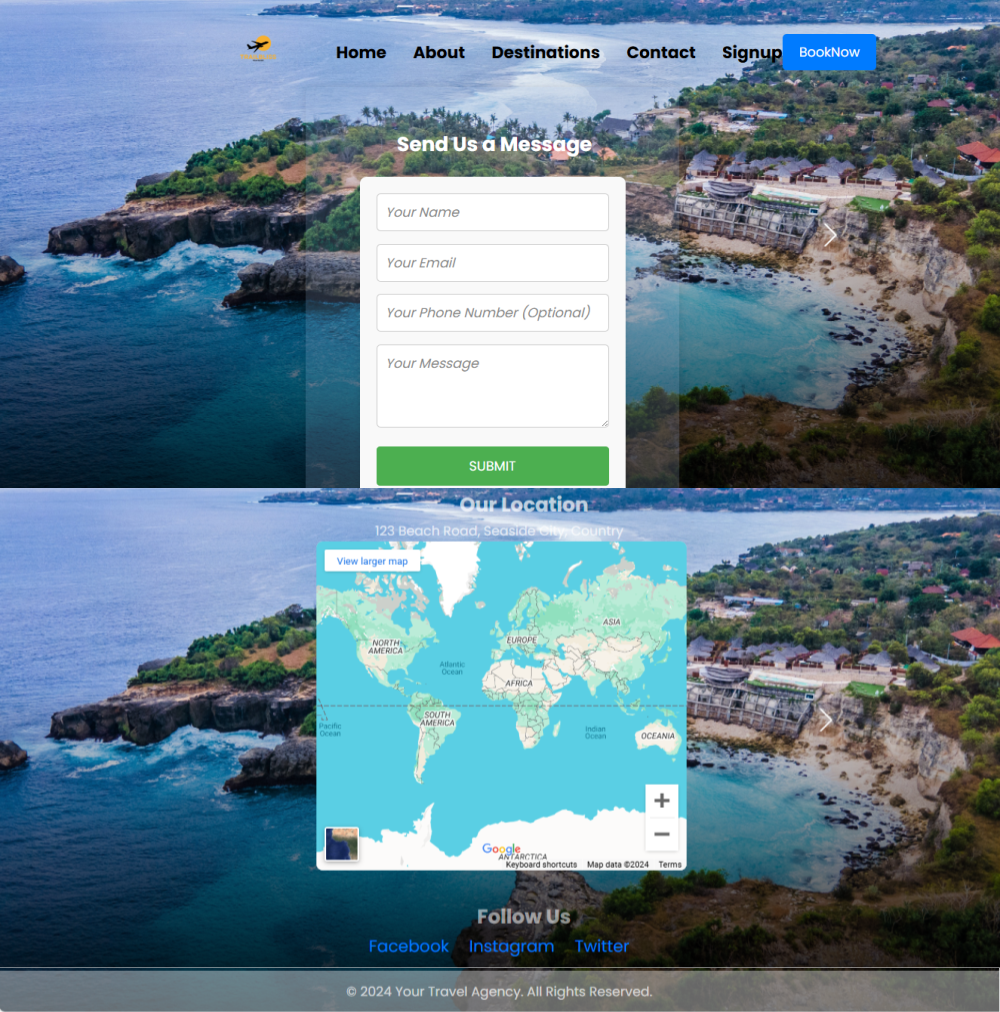 Home About Destinations Contact Signup BookNow
Send Us a Message
Your Name
Your Email
Your Phone Number (Optional)
Your Message
SUBMIT
Our Location
123 Beach Road, Seaside City, Country
View larger map
NORTH
AMERICA
EUROPE
ASIA
Atlantic
Ocean
AFRICA
SOUTH
AMERICA
Pacific
Ocean
Indian
Ocean
OCEANIA
Google
ANTARCTICA
Keyboard shortcuts Map data ©2024 Terms
Follow Us
Facebook Instagram Twitter
© 2024 Your Travel Agency. All Rights Reserved.